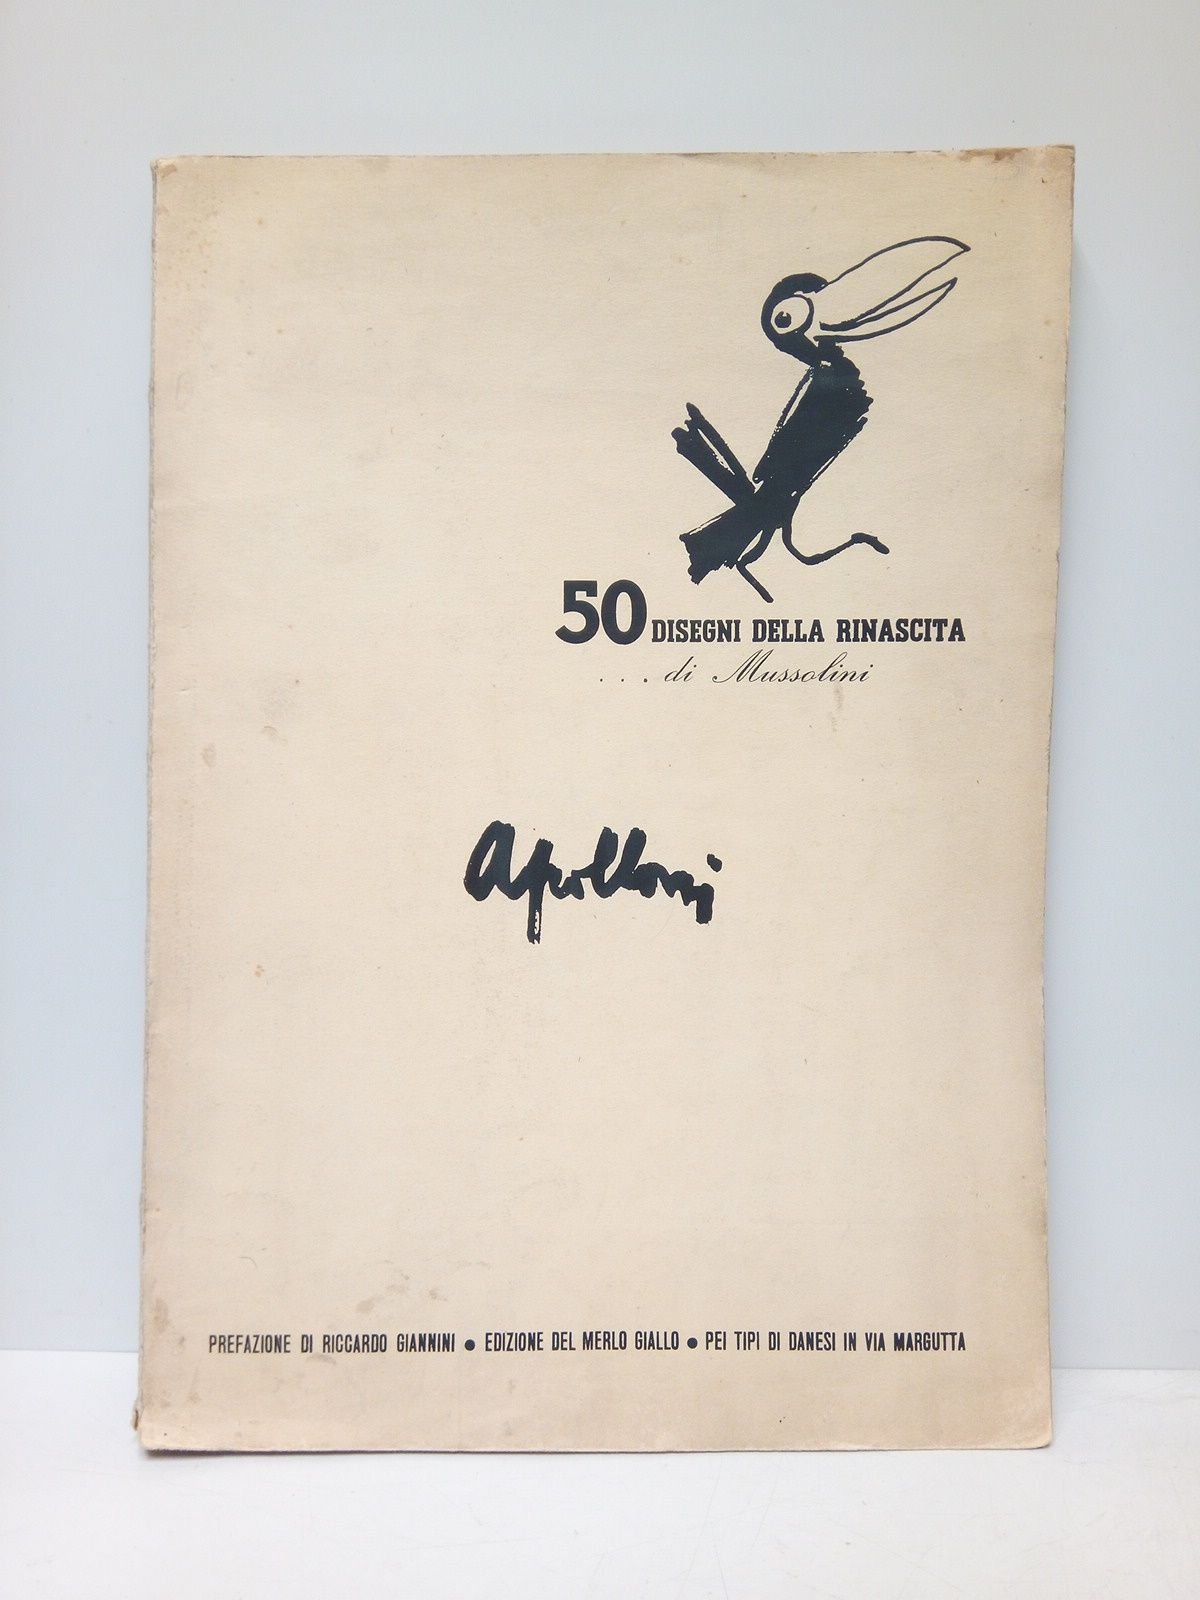 50 DISEGNI DELLA RINASCITA
. . . di Mussolini
Apolloni
PREFAZIONE DI RICCARDO GIANNINI • EDIZIONE DEL MERLO GIALLO • PEI TIPI DI DANESI IN VIA MARGUTTA